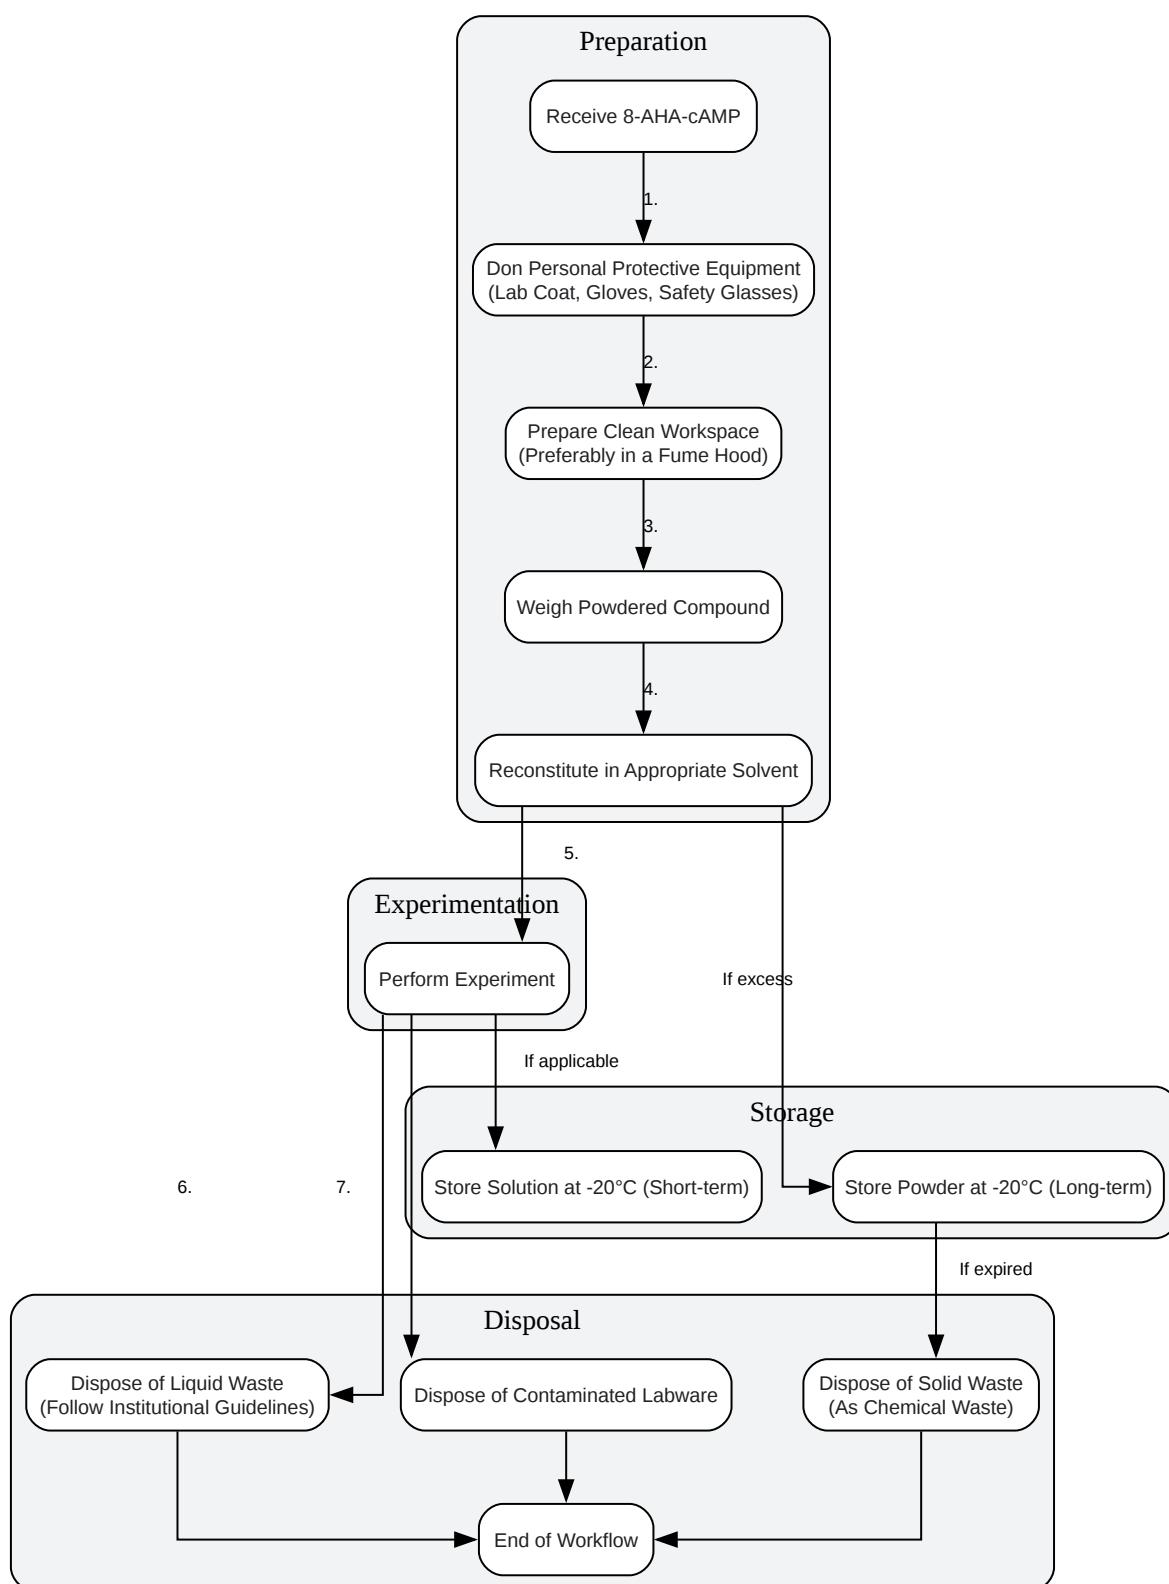 Preparation
Receive 8-AHA-cAMP
1.
Don Personal Protective Equipment
(Lab Coat, Gloves, Safety Glasses)
2.
Prepare Clean Workspace
(Preferably in a Fume Hood)
3.
Weigh Powdered Compound
4.
Reconstitute in Appropriate Solvent
5.
Experimentation
Perform Experiment
If excess
If applicable
Storage
6.
7.
Store Solution at -20°C (Short-term)
Store Powder at -20°C (Long-term)
If expired
Disposal
Dispose of Liquid Waste
(Follow Institutional Guidelines)
Dispose of Contaminated Labware
Dispose of Solid Waste
(As Chemical Waste)
End of Workflow